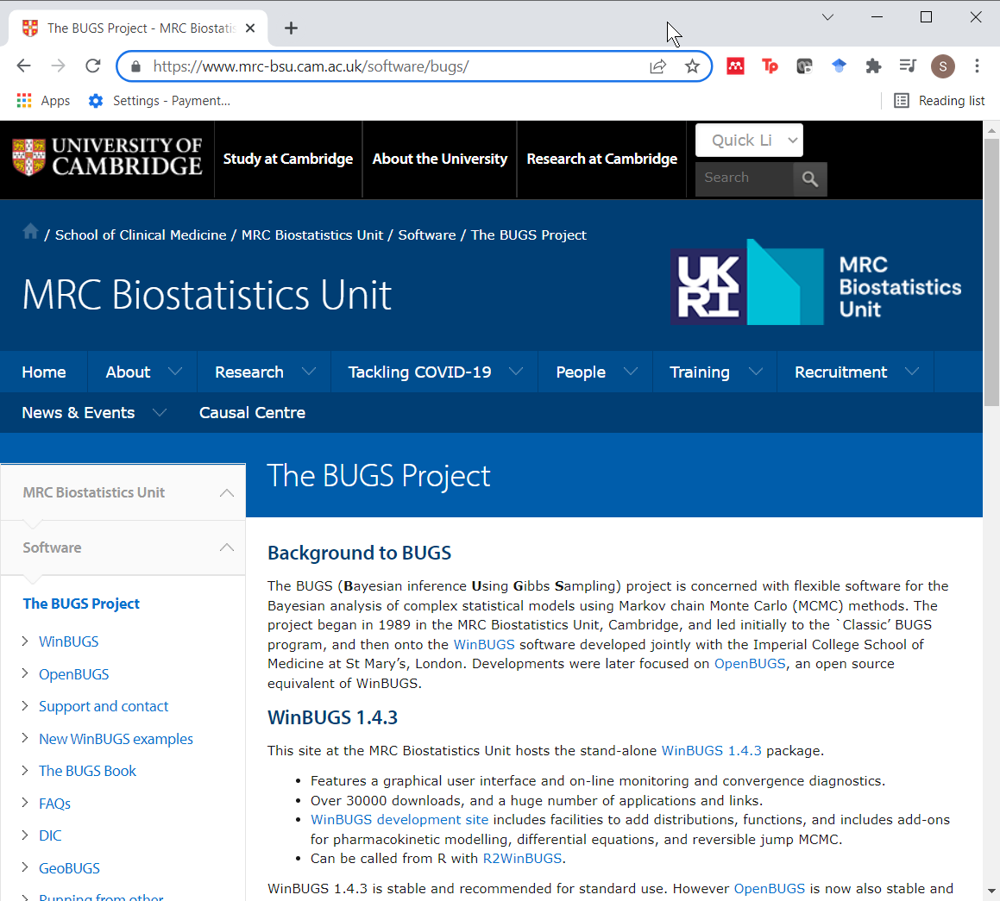 The BUGS Project - MRC Biostatis
https://www.mrc-bsu.cam.ac.uk/software/bugs/
Tp
S
Apps
Settings - Payment...
Reading list
UNIVERSITY OF
CAMBRIDGE
Study at Cambridge
About the University
Research at Cambridge
Quick Li
Search
/ School of Clinical Medicine / MRC Biostatistics Unit / Software / The BUGS Project
MRC Biostatistics Unit
UK
RI
MRC
Biostatistics
Unit
Home
About
Research
Tackling COVID-19
People
Training
Recruitment
News & Events
Causal Centre
The BUGS Project
MRC Biostatistics Unit
Software
The BUGS Project
WinBUGS
OpenBUGS
Support and contact
New WinBUGS examples
The BUGS Book
FAQs
DIC
GeoBUGS
Running from other
Background to BUGS
The BUGS (Bayesian inference Using Gibbs Sampling) project is concerned with flexible software for the
Bayesian analysis of complex statistical models using Markov chain Monte Carlo (MCMC) methods. The
project began in 1989 in the MRC Biostatistics Unit, Cambridge, and led initially to the `Classic’ BUGS
program, and then onto the WinBUGS software developed jointly with the Imperial College School of
Medicine at St Mary’s, London. Developments were later focused on OpenBUGS, an open source
equivalent of WinBUGS.
WinBUGS 1.4.3
This site at the MRC Biostatistics Unit hosts the stand-alone WinBUGS 1.4.3 package.
• Features a graphical user interface and on-line monitoring and convergence diagnostics.
• Over 30000 downloads, and a huge number of applications and links.
• WinBUGS development site includes facilities to add distributions, functions, and includes add-ons
for pharmacokinetic modelling, differential equations, and reversible jump MCMC.
• Can be called from R with R2WinBUGS.
WinBUGS 1.4.3 is stable and recommended for standard use. However OpenBUGS is now also stable and